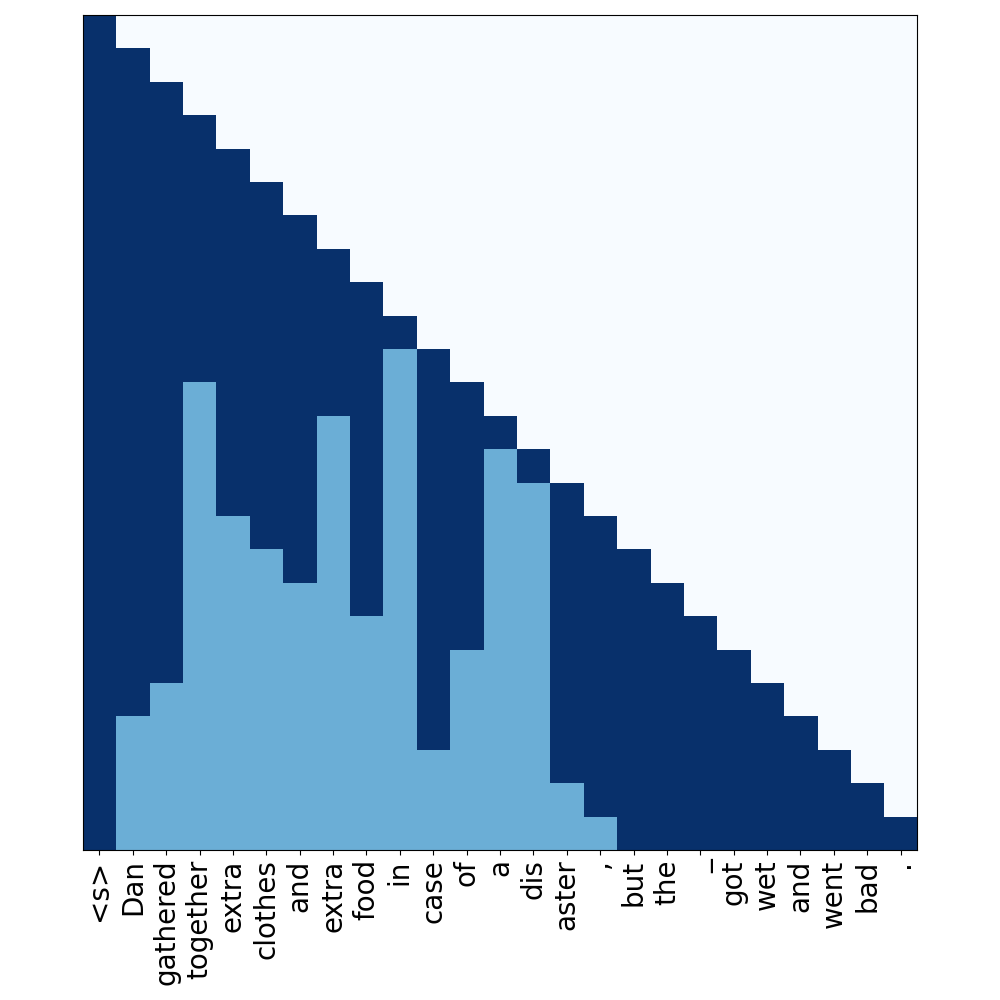 <s> Dan gathered together extra clothes and extra food in case of a dis aster , but the _ got wet and went bad .